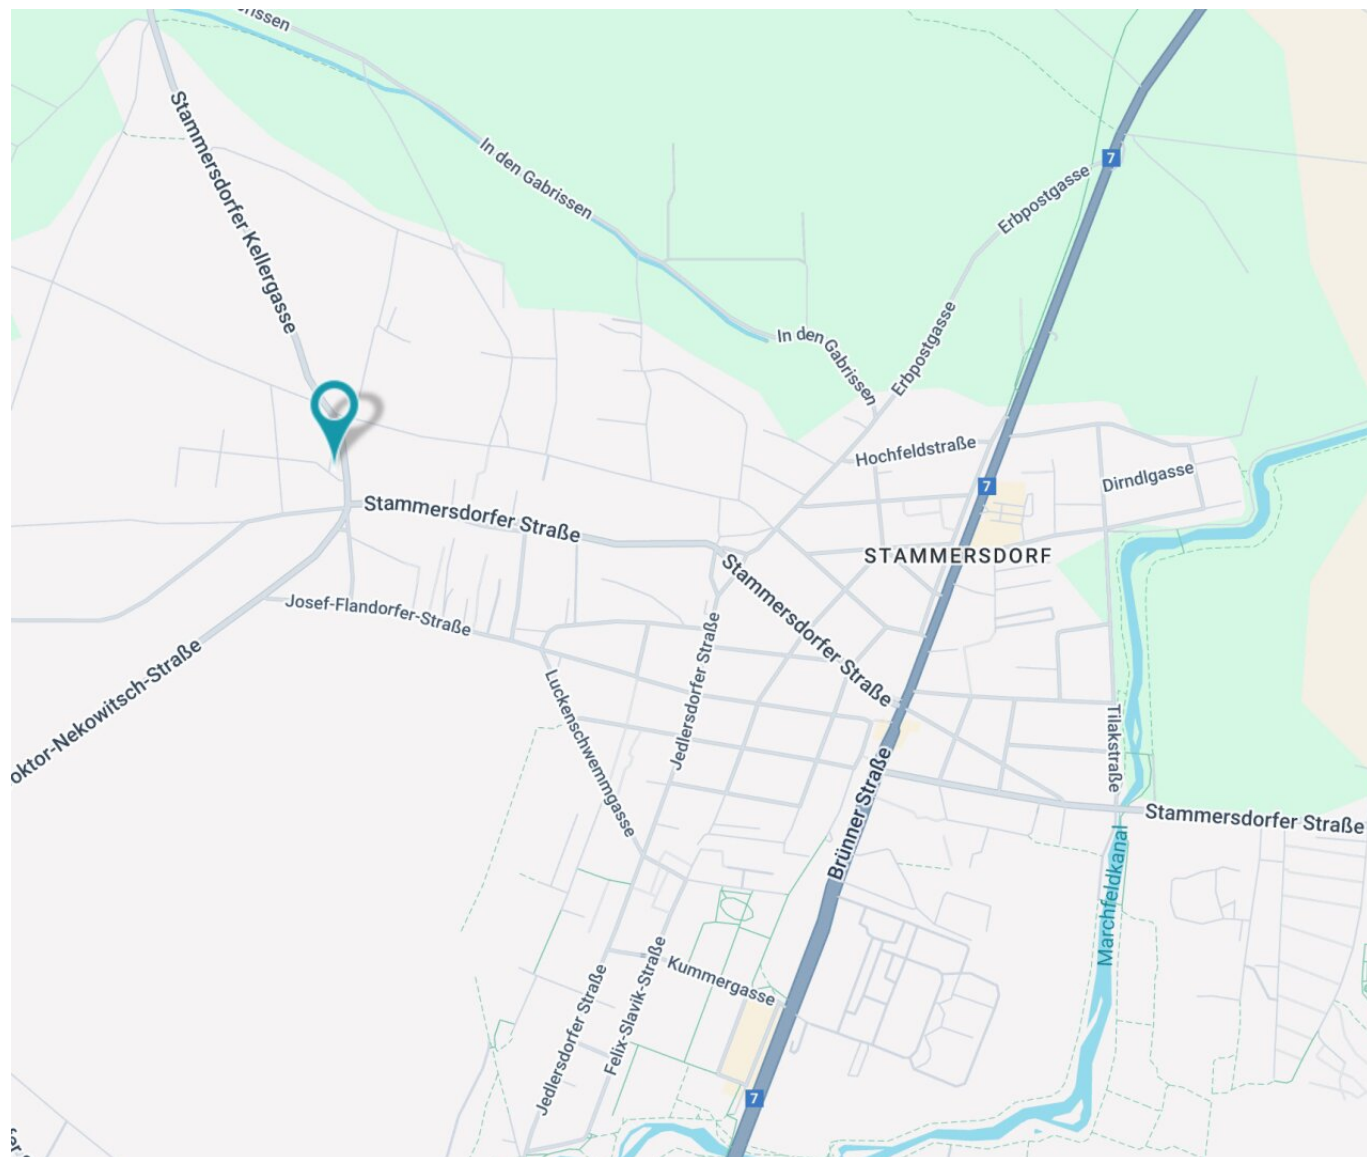 rissen
Stammersdorfer Kellergasse
In den Gabrissen
7
Erbpostgasse
In den Gabrissen
Erbpostgasse
Hochfeldstraße
Dirndlgasse
7
Stammersdorfer Straße
STAMMERSDORF
Stammersdorfer Straße
Josef-Flandorfer-Straße
Jedlersdorfer Straße
oktor-Nekowitsch-Straße
Luckenschwemmgasse
Tilakstraße
Brünner Straße
Stammersdorfer Straße
Marchfeldkanal
Kummergasse
Felix-Slavik-Straße
Jedlersdorfer Straße
7